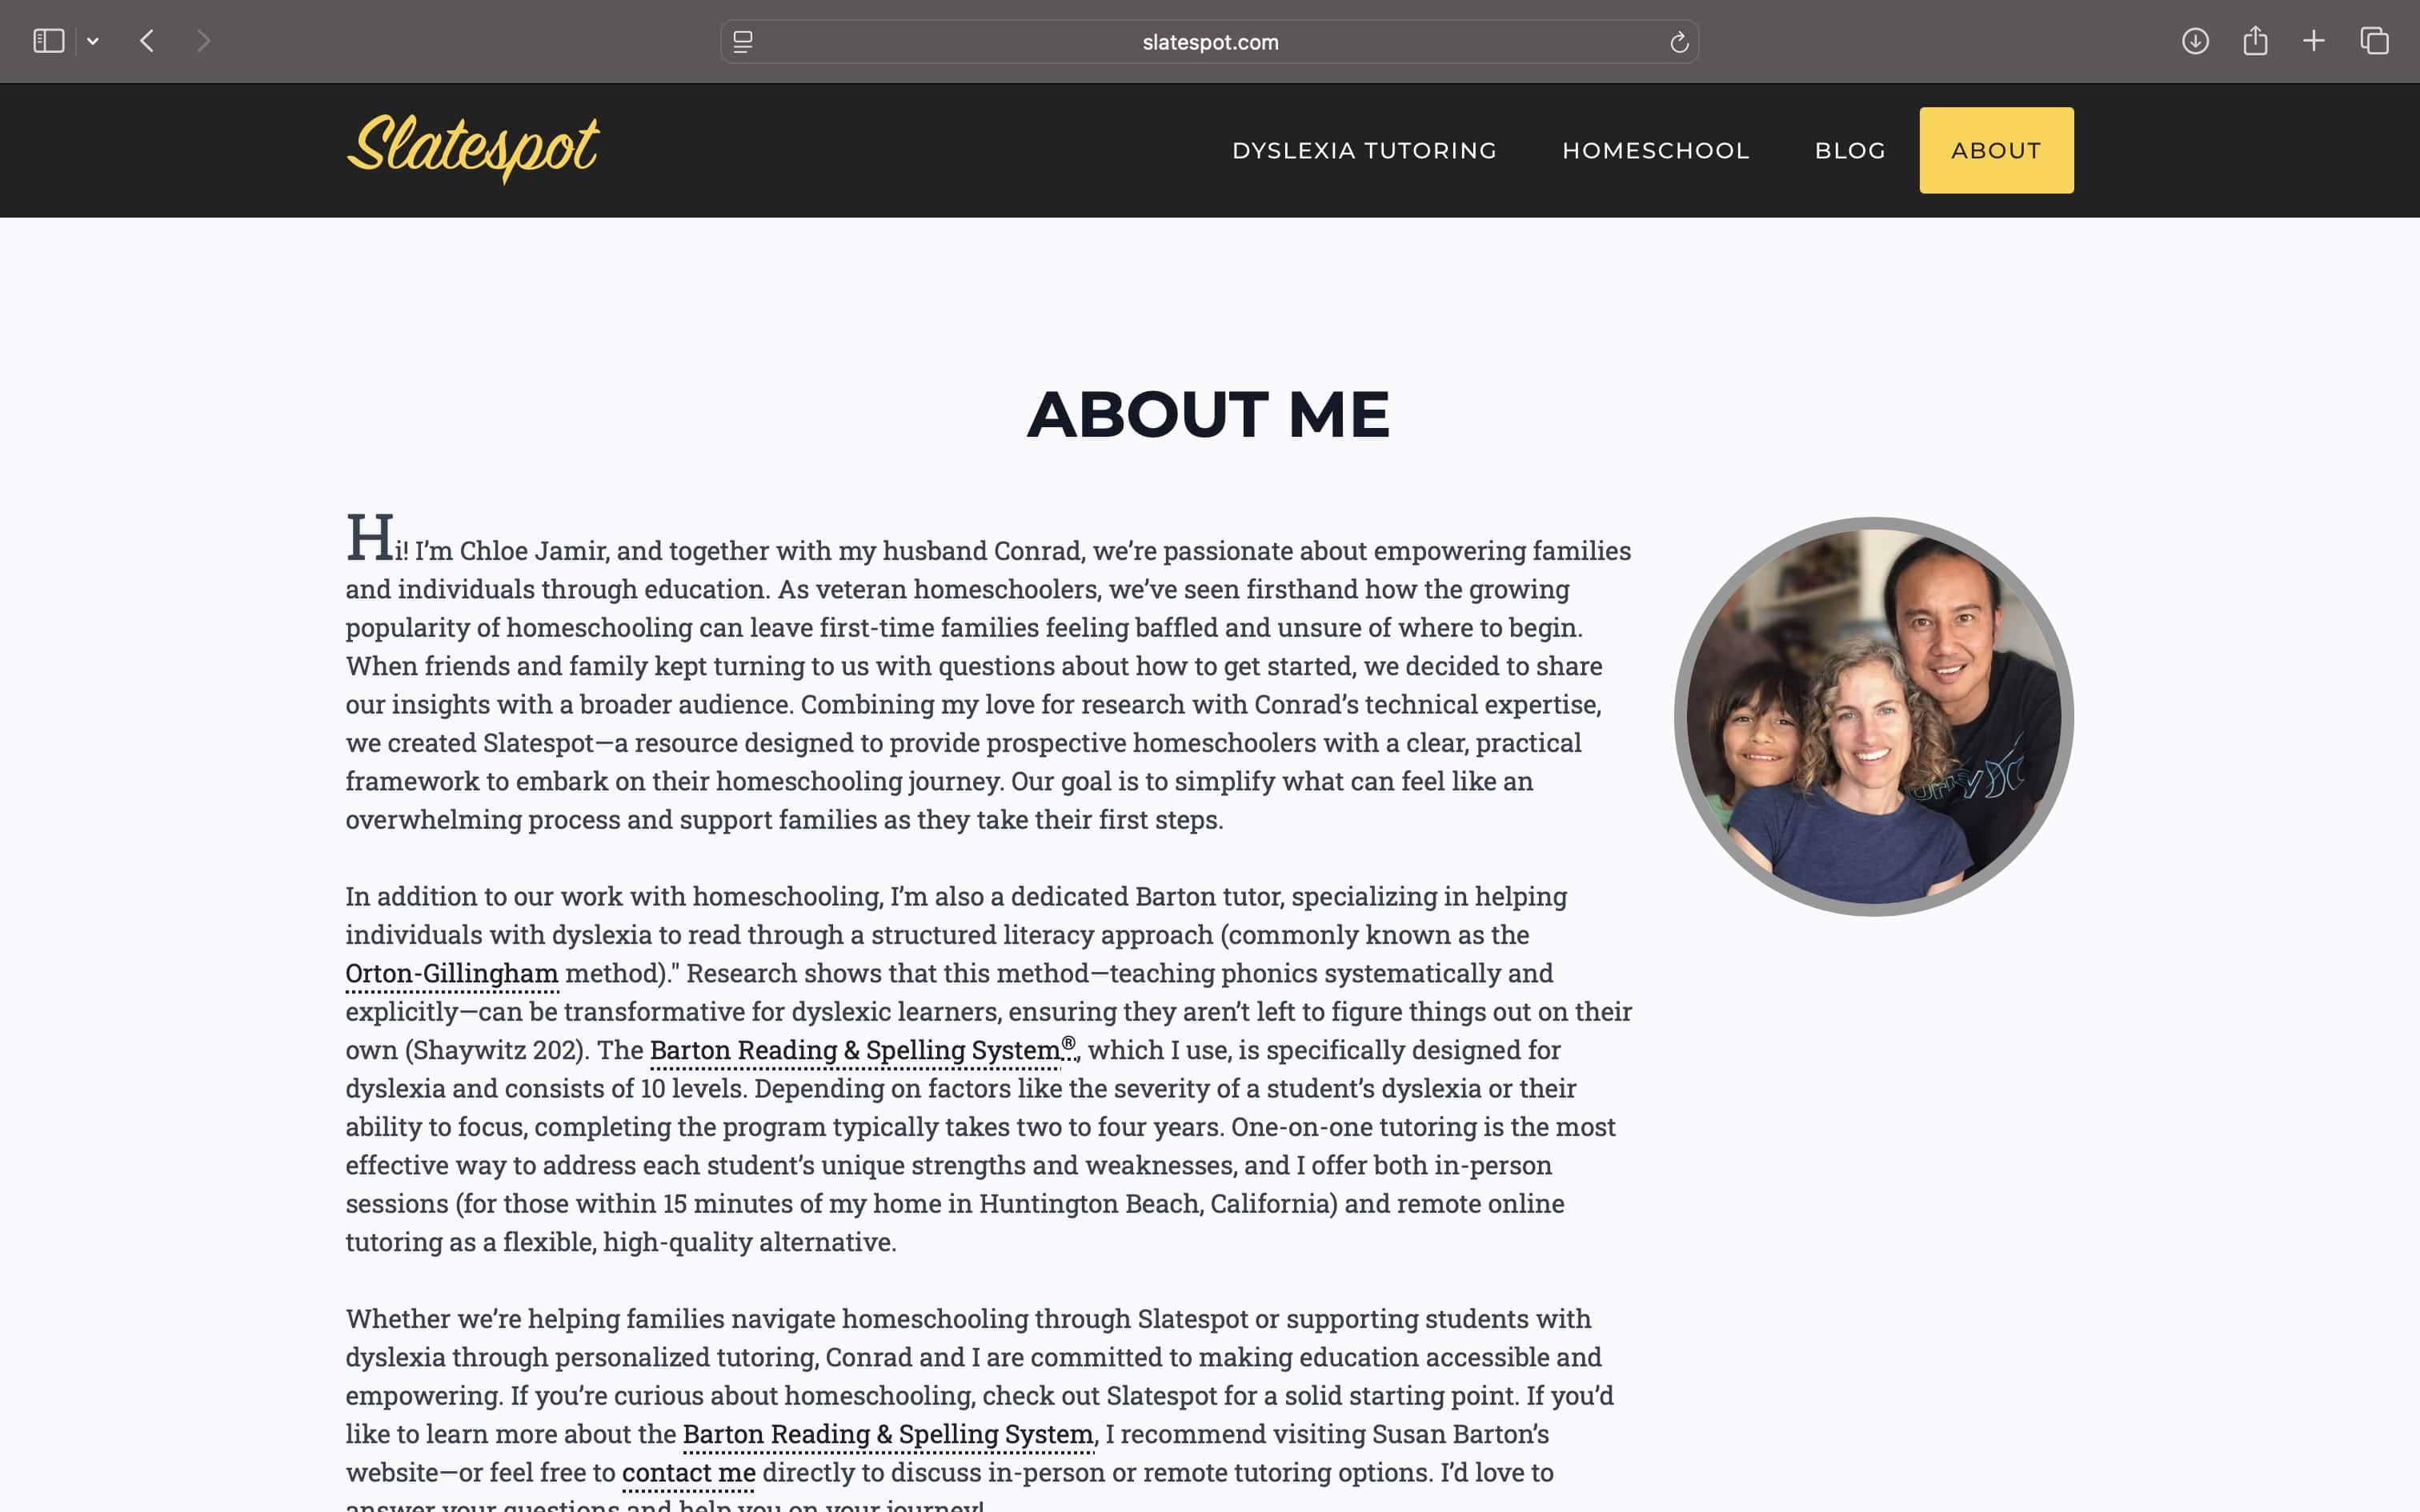 slatespot.com
Slatespot
DYSLEXIA TUTORING
HOMESCHOOL
BLOG
ABOUT
ABOUT ME
Hi! I’m Chloe Jamir, and together with my husband Conrad, we’re passionate about empowering families
and individuals through education. As veteran homeschoolers, we’ve seen firsthand how the growing
popularity of homeschooling can leave first-time families feeling baffled and unsure of where to begin.
When friends and family kept turning to us with questions about how to get started, we decided to share
our insights with a broader audience. Combining my love for research with Conrad’s technical expertise,
we created Slatespot—a resource designed to provide prospective homeschoolers with a clear, practical
framework to embark on their homeschooling journey. Our goal is to simplify what can feel like an
overwhelming process and support families as they take their first steps.
In addition to our work with homeschooling, I’m also a dedicated Barton tutor, specializing in helping
individuals with dyslexia to read through a structured literacy approach (commonly known as the
Orton-Gillingham method)." Research shows that this method—teaching phonics systematically and
explicitly—can be transformative for dyslexic learners, ensuring they aren’t left to figure things out on their
own (Shaywitz 202). The Barton Reading & Spelling System®, which I use, is specifically designed for
dyslexia and consists of 10 levels. Depending on factors like the severity of a student’s dyslexia or their
ability to focus, completing the program typically takes two to four years. One-on-one tutoring is the most
effective way to address each student’s unique strengths and weaknesses, and I offer both in-person
sessions (for those within 15 minutes of my home in Huntington Beach, California) and remote online
tutoring as a flexible, high-quality alternative.
Whether we’re helping families navigate homeschooling through Slatespot or supporting students with
dyslexia through personalized tutoring, Conrad and I are committed to making education accessible and
empowering. If you’re curious about homeschooling, check out Slatespot for a solid starting point. If you’d
like to learn more about the Barton Reading & Spelling System, I recommend visiting Susan Barton’s
website—or feel free to contact me directly to discuss in-person or remote tutoring options. I’d love to
answer your questions and help you on your journey!